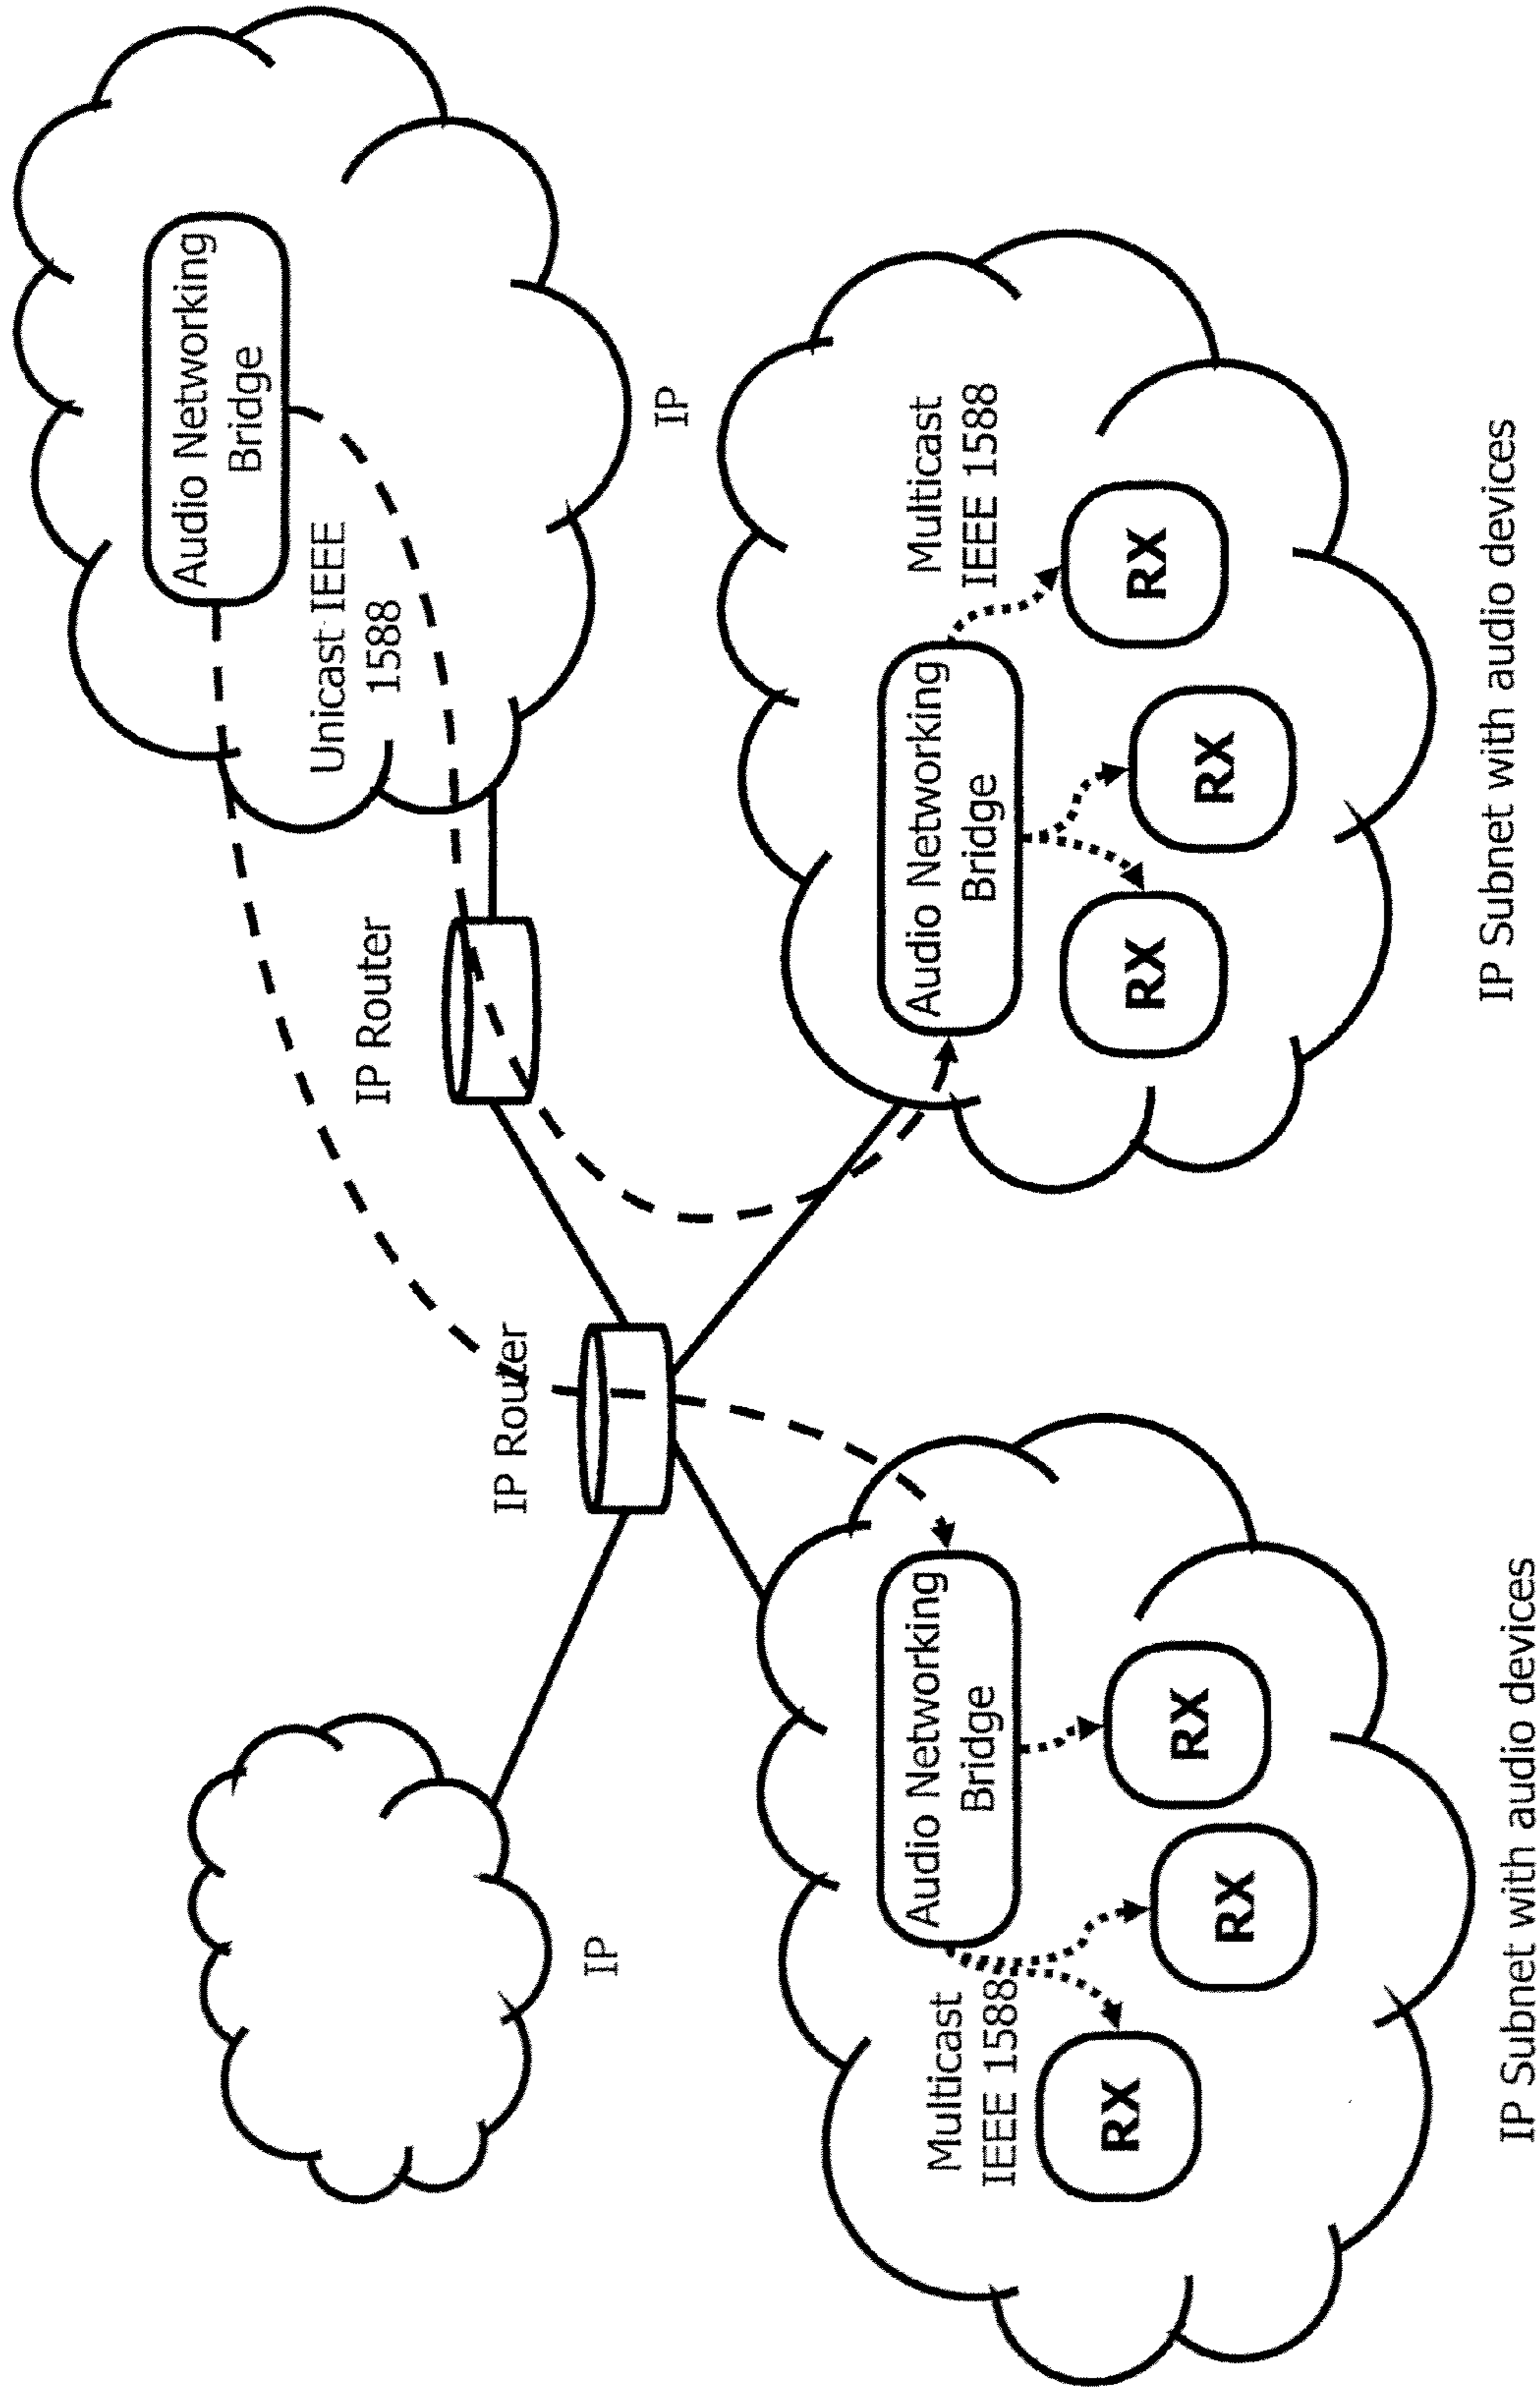 Audio Networking
Bridge
Unicast IEEE
1588
IP
IP Router
IP Router
IP
Multicast
IEEE 1588
Audio Networking
Bridge
RX
RX
RX
IP Subnet with audio devices
Audio Networking
Bridge
Multicast
IEEE 1588
RX
RX
RX
IP Subnet with audio devices